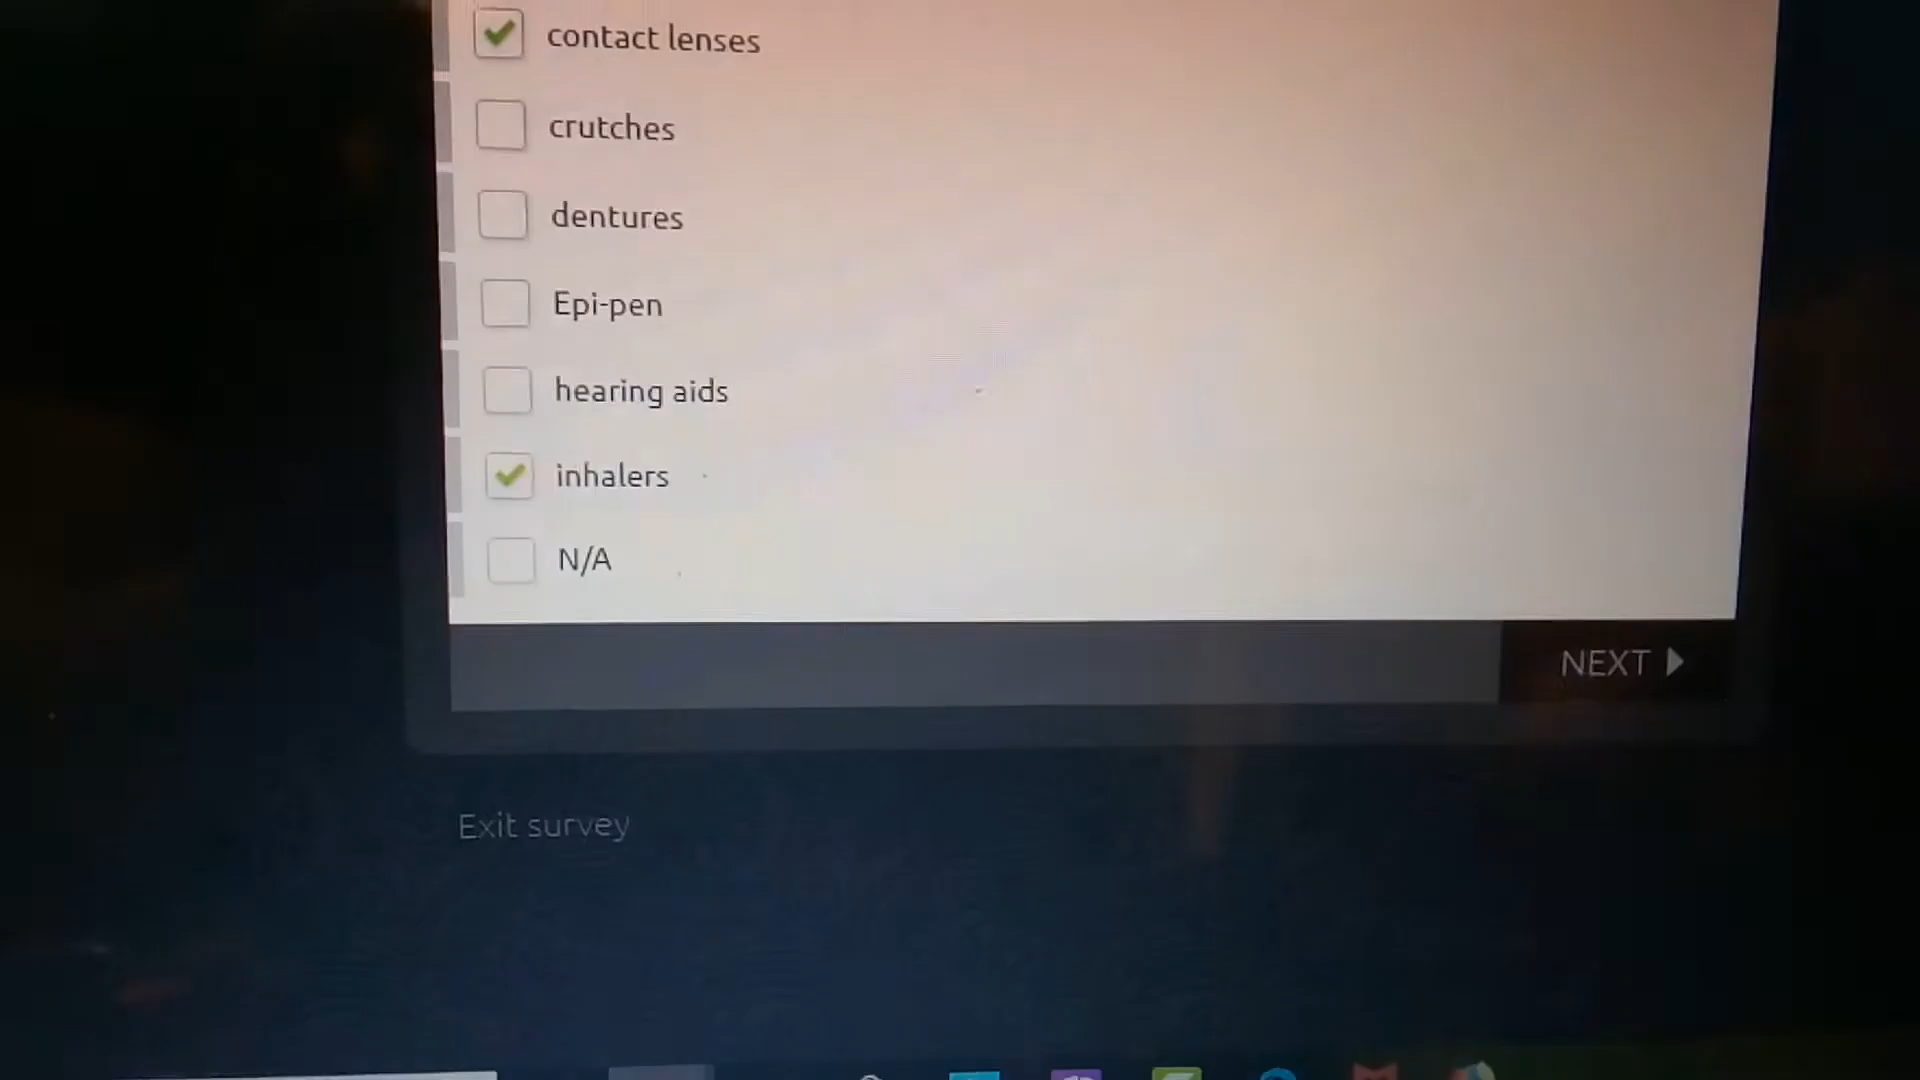 contact lenses
crutches
dentures
Epi-pen
hearing aids
inhalers
N/A
NEXT
Exit survey